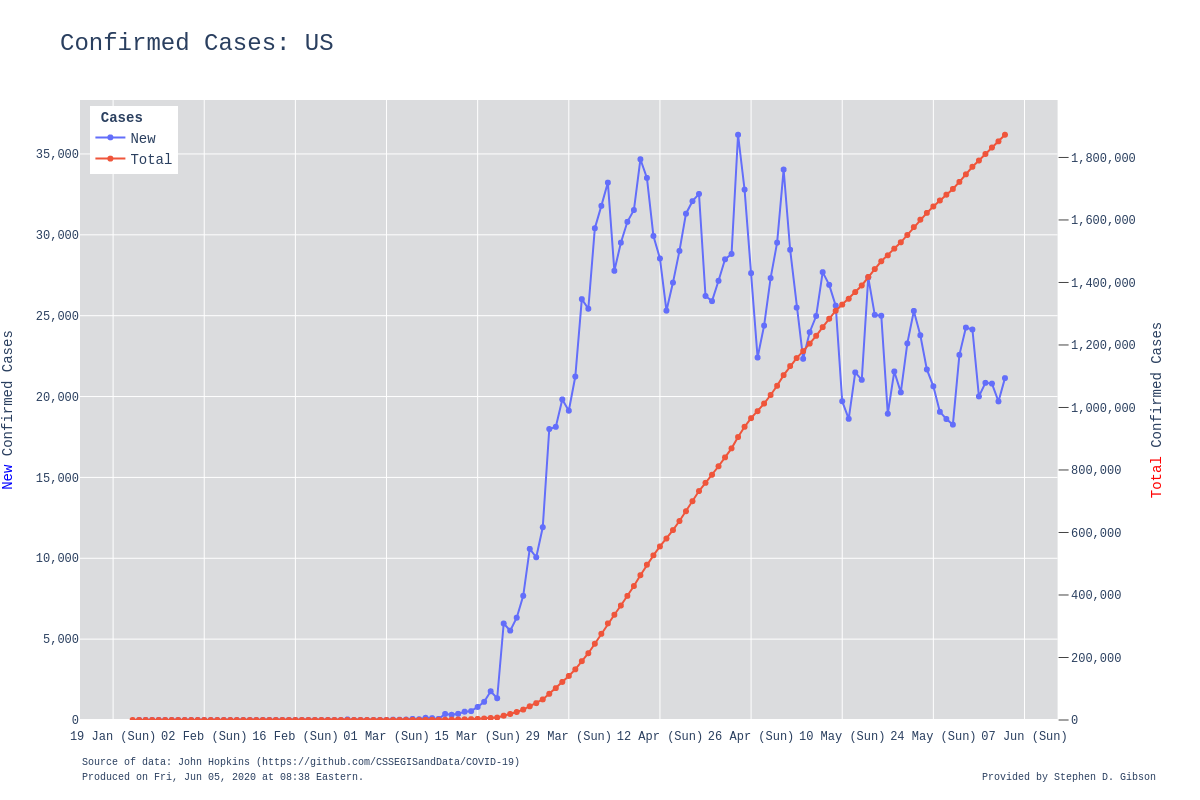 Confirmed Cases: US
Cases
New
Total
35,000
30,000
25,000
20,000
15,000
10,000
5,000
0
New Confirmed Cases
1,800,000
1,600,000
1,400,000
1,200,000
1,000,000
800,000
600,000
400,000
200,000
0
Total Confirmed Cases
19 Jan (Sun) 02 Feb (Sun) 16 Feb (Sun) 01 Mar (Sun) 15 Mar (Sun) 29 Mar (Sun) 12 Apr (Sun) 26 Apr (Sun) 10 May (Sun) 24 May (Sun) 07 Jun (Sun)
Source of data: John Hopkins (https://github.com/CSSEGISandData/COVID-19)
Produced on Fri, Jun 05, 2020 at 08:38 Eastern.
Provided by Stephen D. Gibson